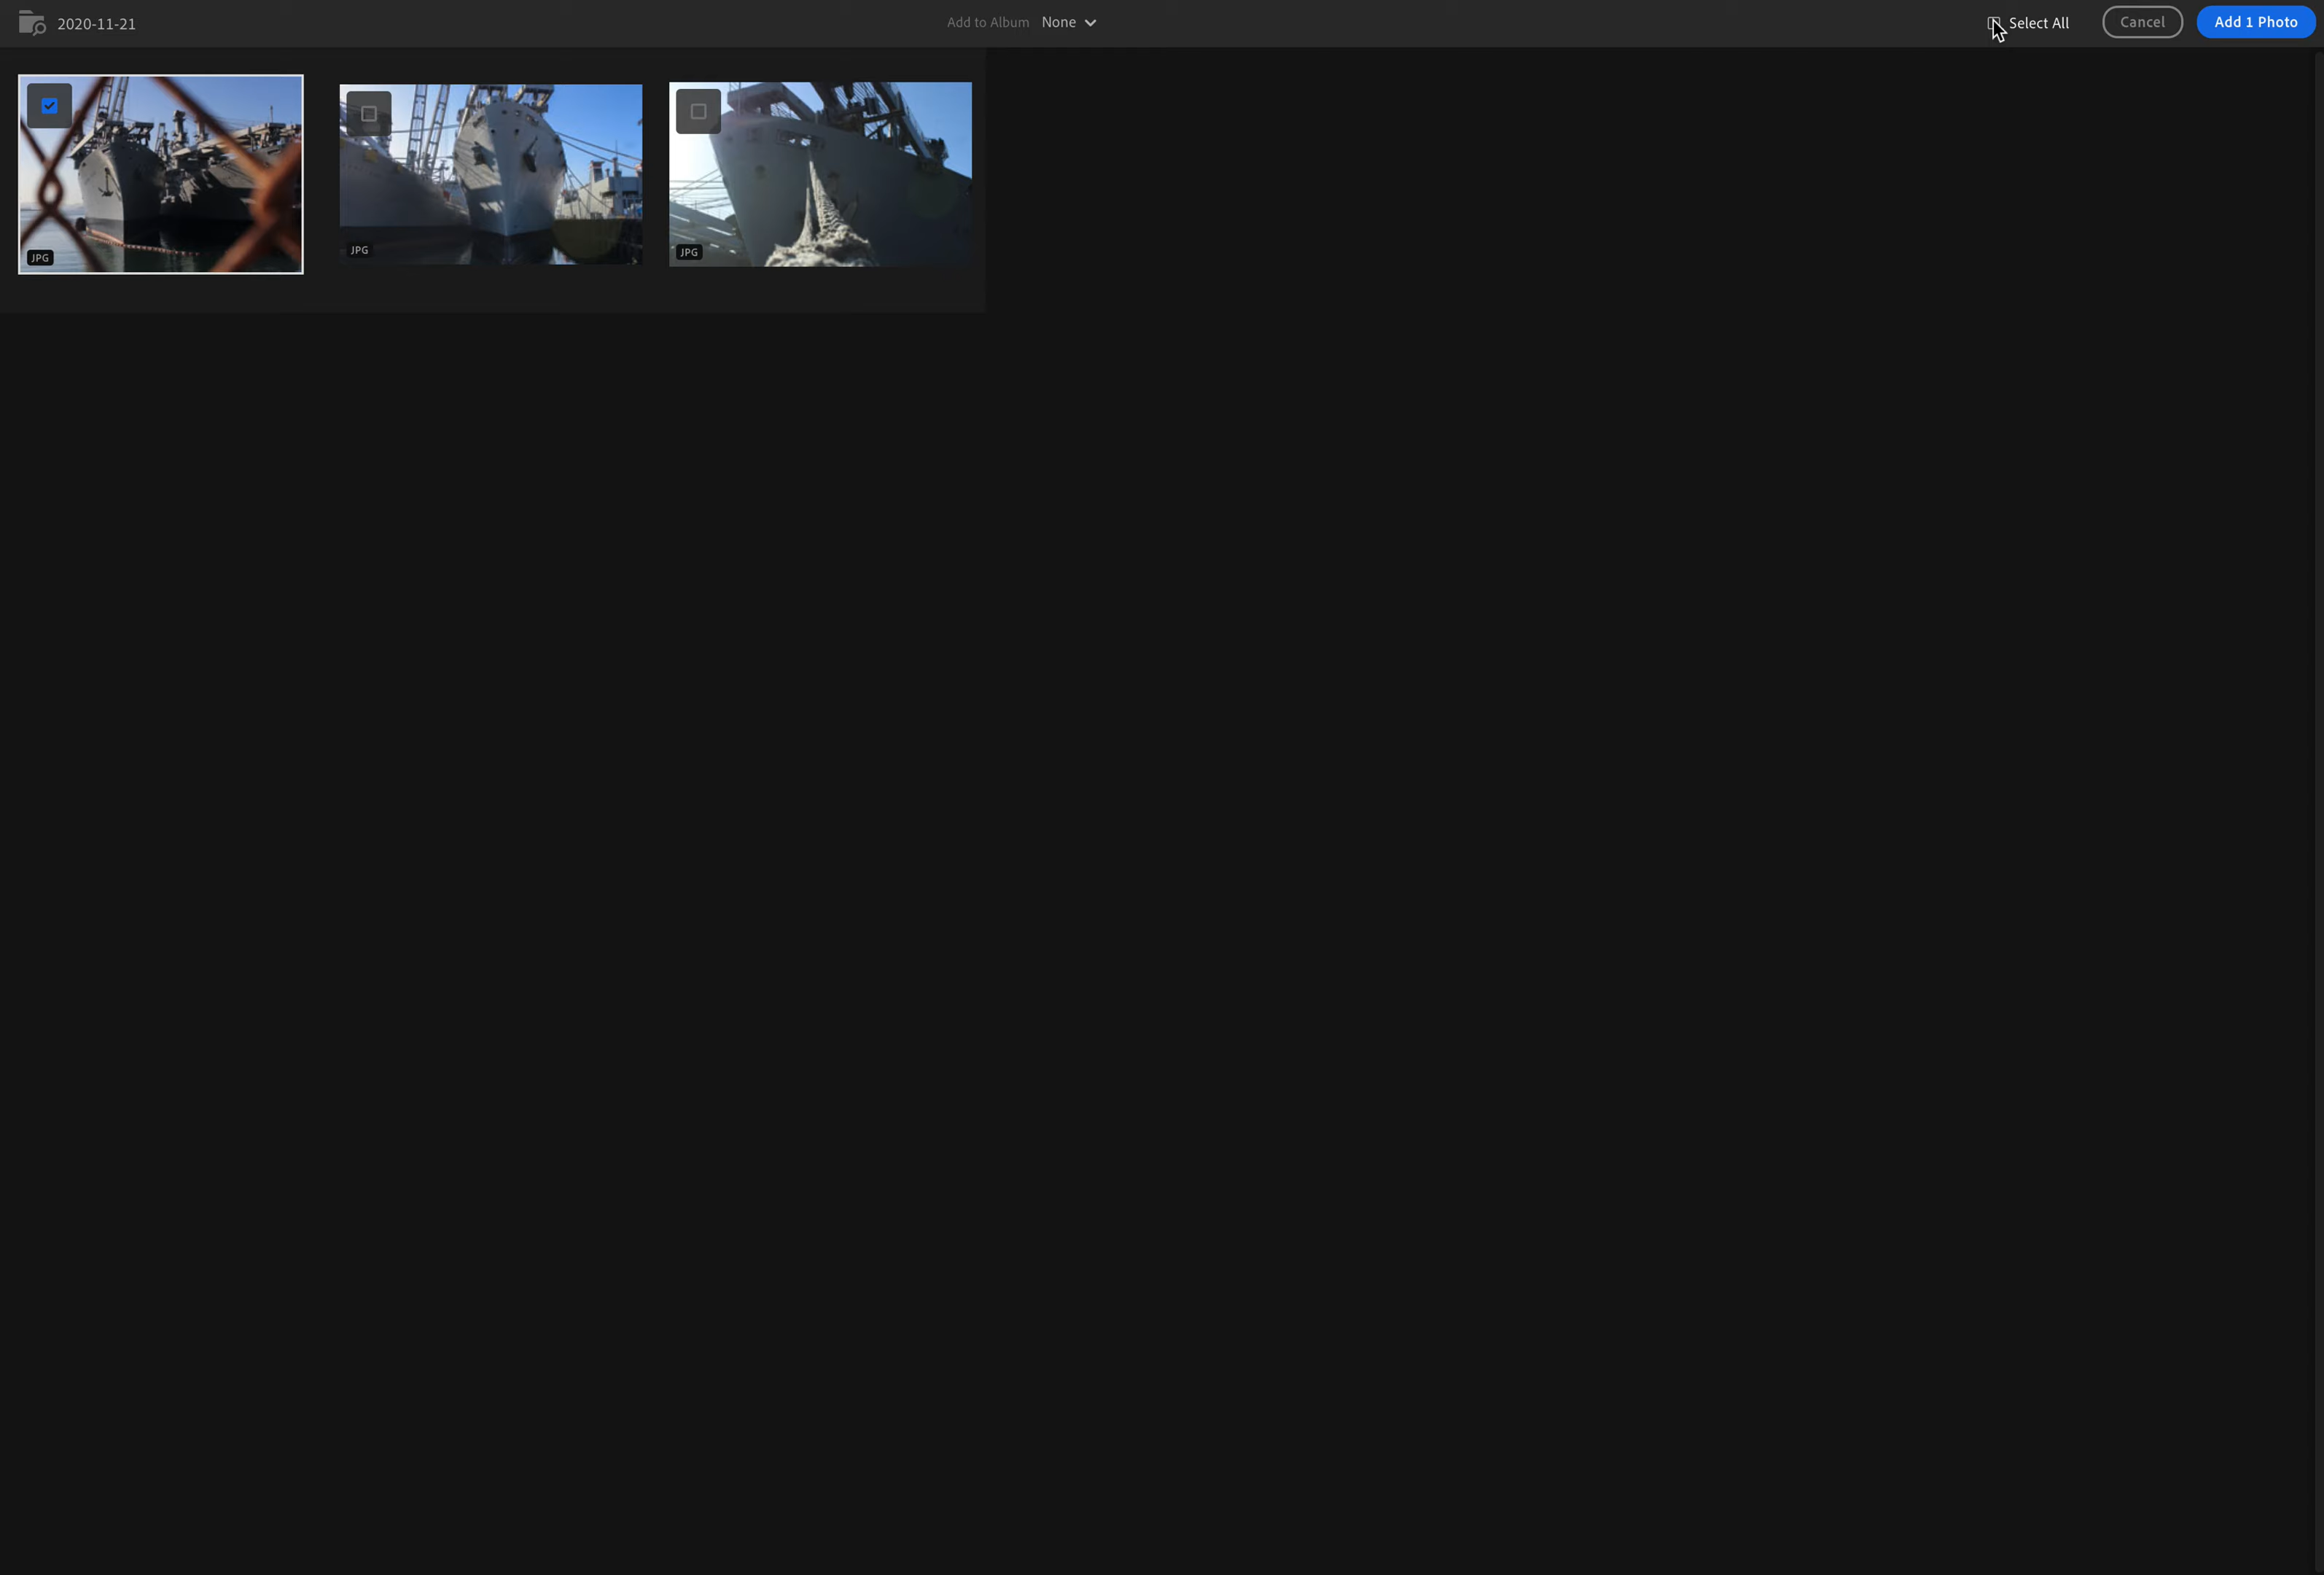 2020-11-21
Add to Album None
Select All
Cancel
Add 1 Photo
JPG
JPG
JPG